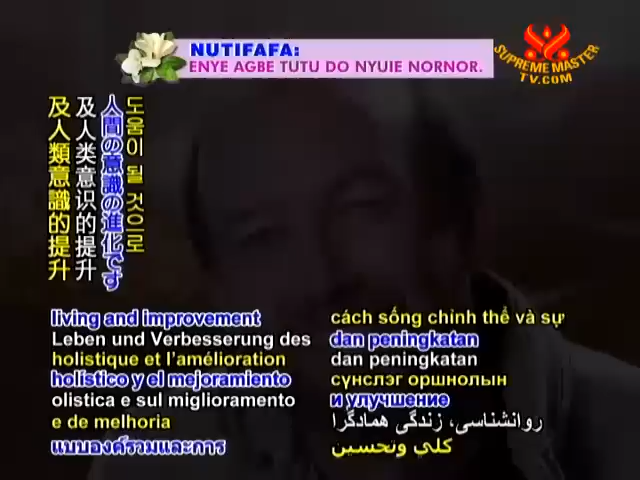 NUTIFAFA:
ENYE AGBE TUTU DO NYUIE NORNOR.
SUPREME MASTER
TV.COM
도움이 될 것으로
人間の意識の進化です
及人类意识的提升
及人類意識的提升
living and improvement
Leben und Verbesserung des
holistique et l'amélioration
holístico y el mejoramiento
olistica e sul miglioramento
e de melhoria
แบบองค์รวมและการ
cách sống chỉnh thể và sự
dan peningkatan
dan peningkatan
сүнслэг оршнолын
и улучшение
روانشناسی، زندگی همادگرا
كلي وتحسين